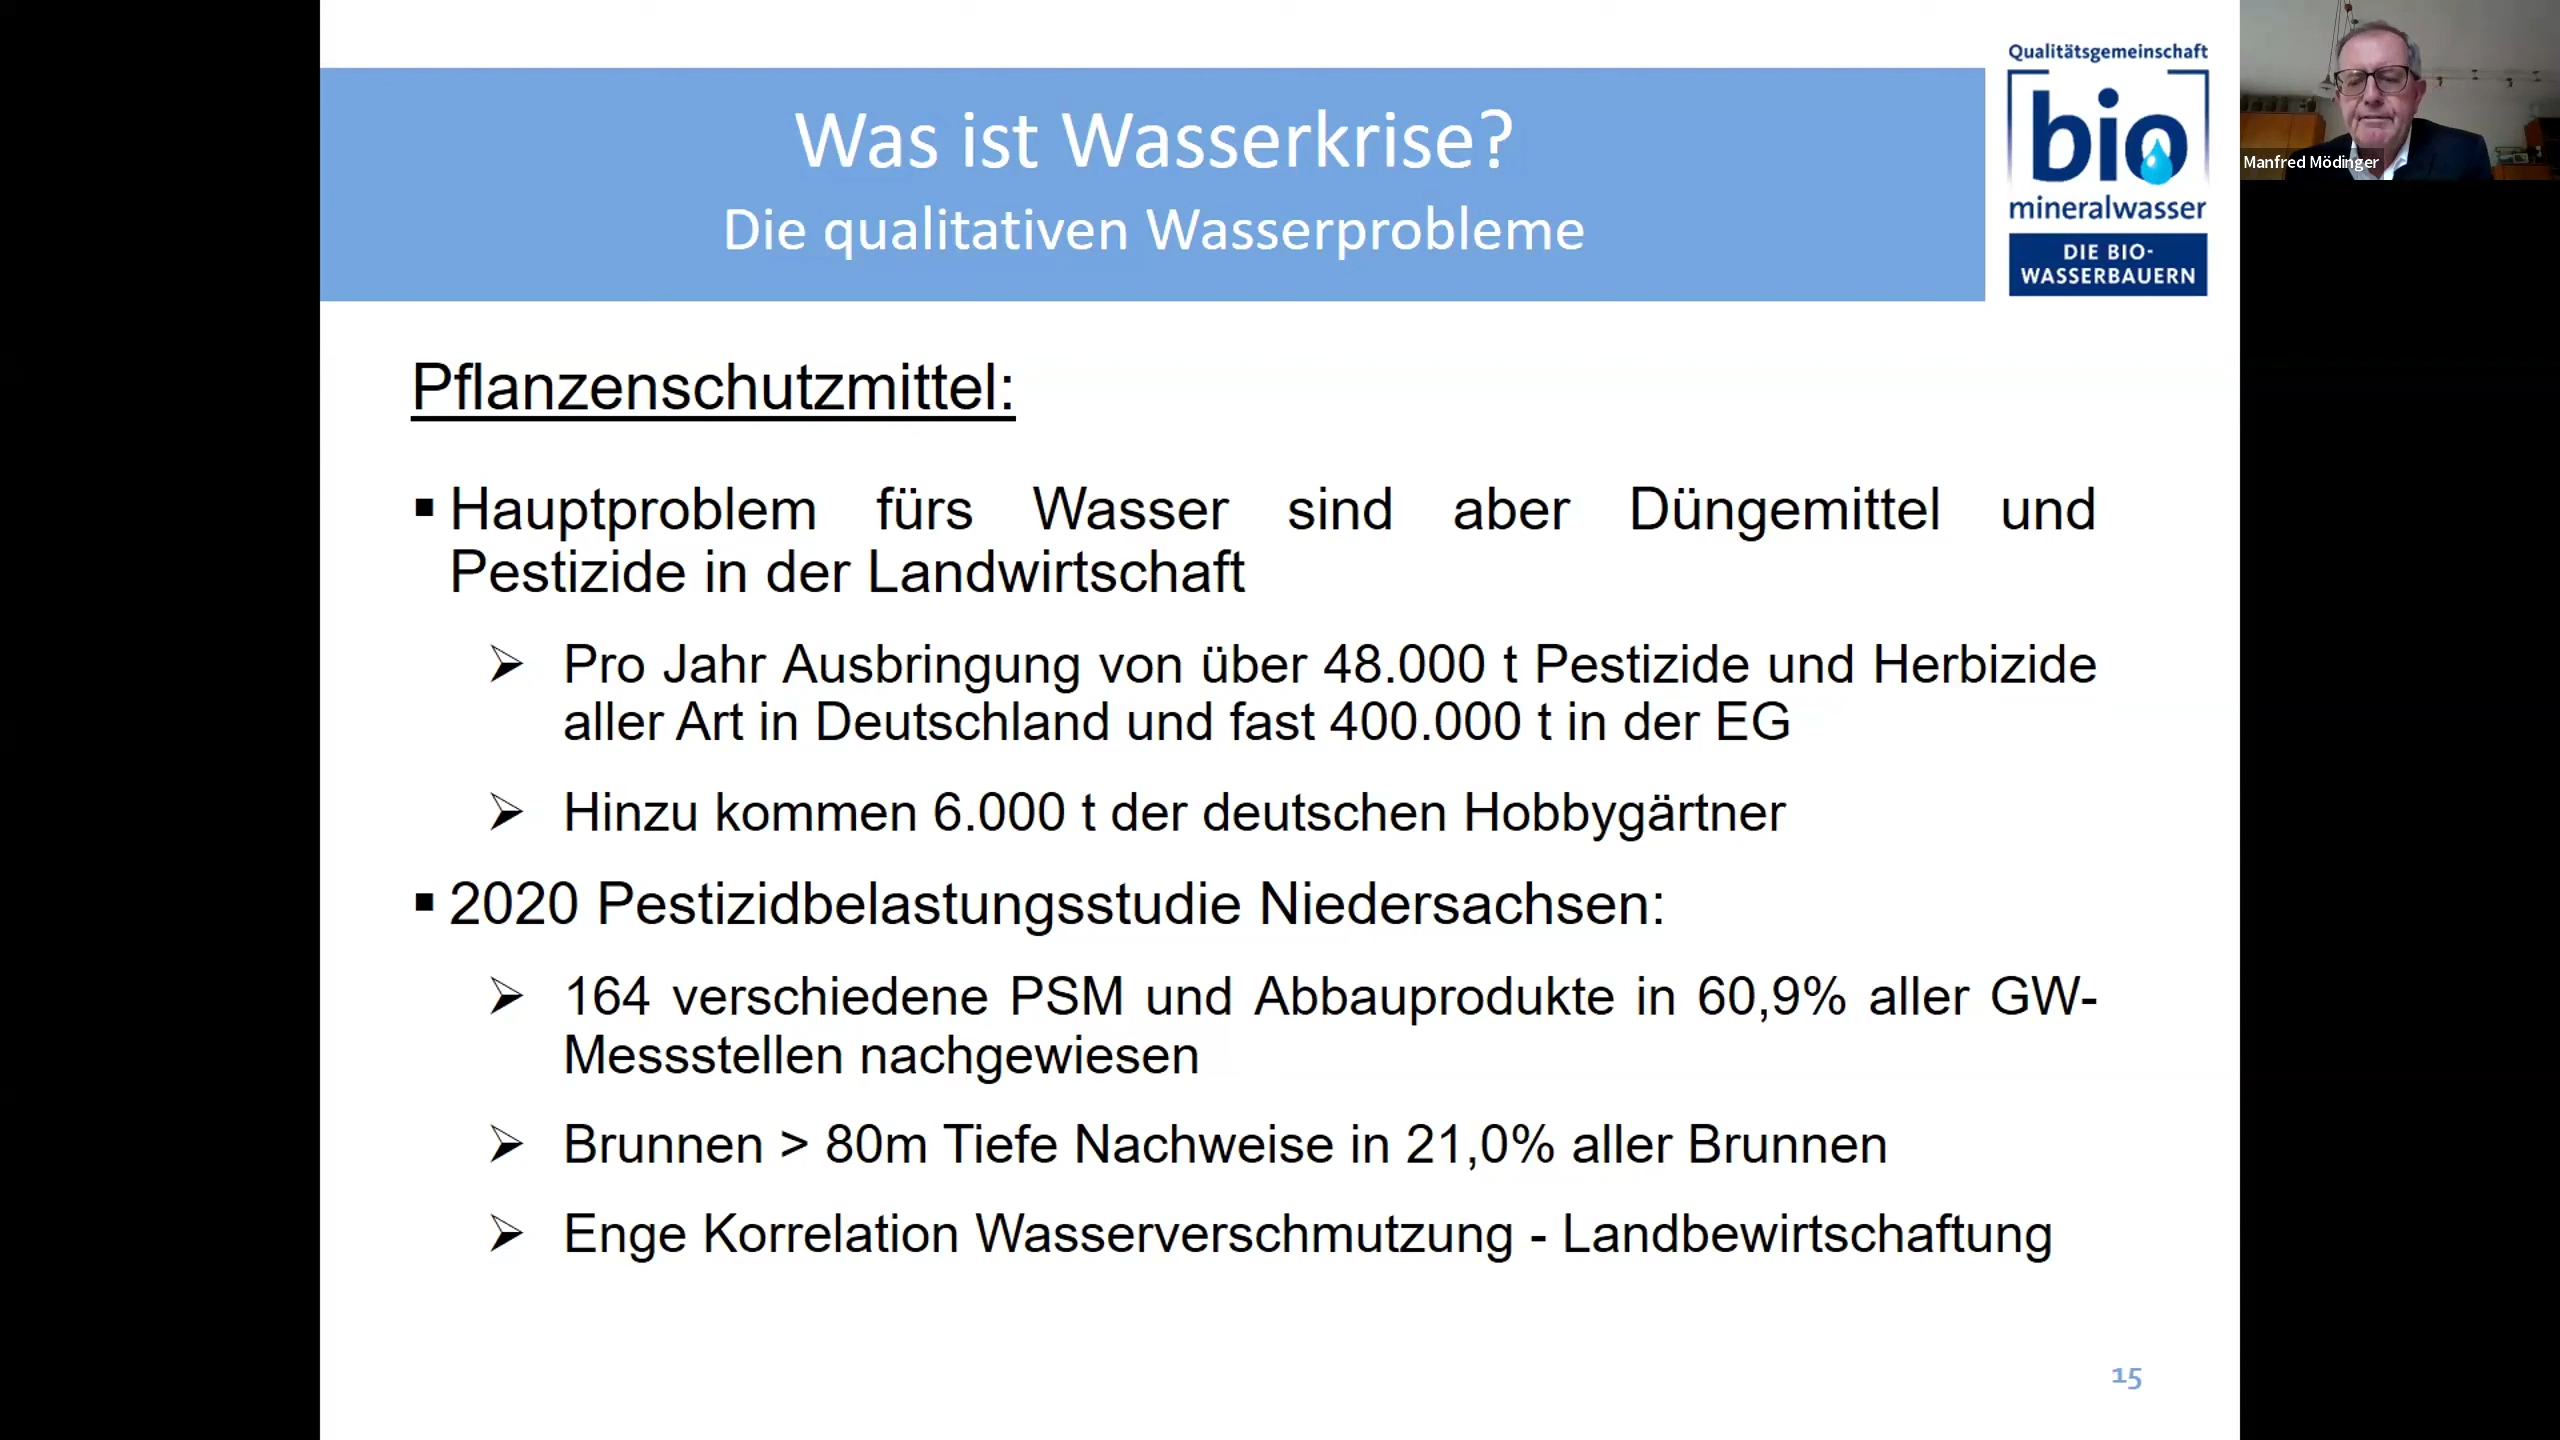 Was ist Wasserkrise?
Die qualitativen Wasserprobleme
Qualitätsgemeinschaft
bio
mineralwasser
DIE BIO-
WASSERBAUERN
Manfred Mödinger
Pflanzenschutzmittel:
▪ Hauptproblem fürs Wasser sind aber Düngemittel und
Pestizide in der Landwirtschaft
➢ Pro Jahr Ausbringung von über 48.000 t Pestizide und Herbizide
aller Art in Deutschland und fast 400.000 t in der EG
➢ Hinzu kommen 6.000 t der deutschen Hobbygärtner
▪ 2020 Pestizidbelastungsstudie Niedersachsen:
➢ 164 verschiedene PSM und Abbauprodukte in 60,9% aller GW-
Messstellen nachgewiesen
➢ Brunnen > 80m Tiefe Nachweise in 21,0% aller Brunnen
➢ Enge Korrelation Wasserverschmutzung - Landbewirtschaftung
15